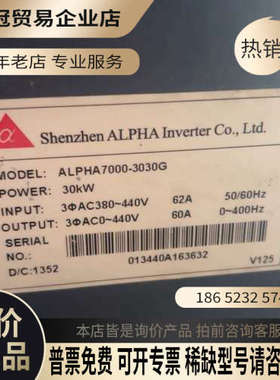 冠贸易企业店
年老店 专业服务
热销
α
Shenzhen ALPHA Inverter Co., Ltd.
MODEL: ALPHA7000-3030G
POWER: 30kW
INPUT: 3ΦAC380~440V 62A 50/60Hz
OUTPUT: 3ΦAC0~440V 60A 0~400Hz
SERIAL
NO
013440A163632
D/C:1352
V125
186 5232 574
价
品
本店皆是当天询价 拍前咨询客服
普票免费 可开专票 稀缺型号请咨